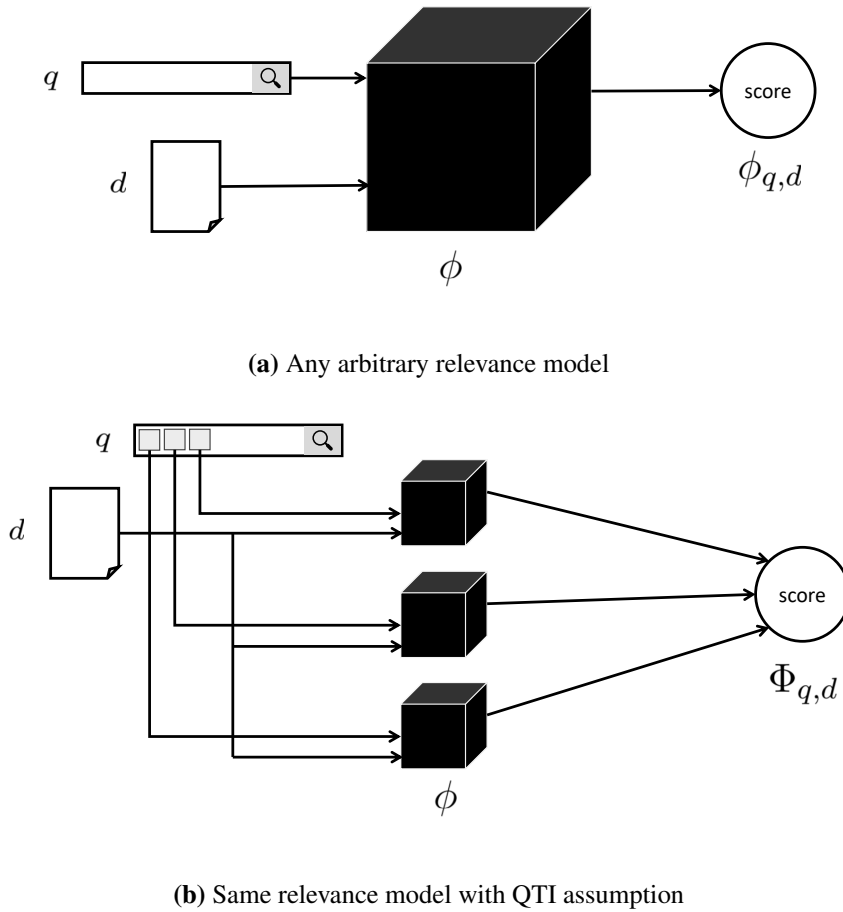 q
score
d
ϕ_{q,d}
ϕ
(a) Any arbitrary relevance model
q
d
score
Φ_{q,d}
ϕ
(b) Same relevance model with QTI assumption